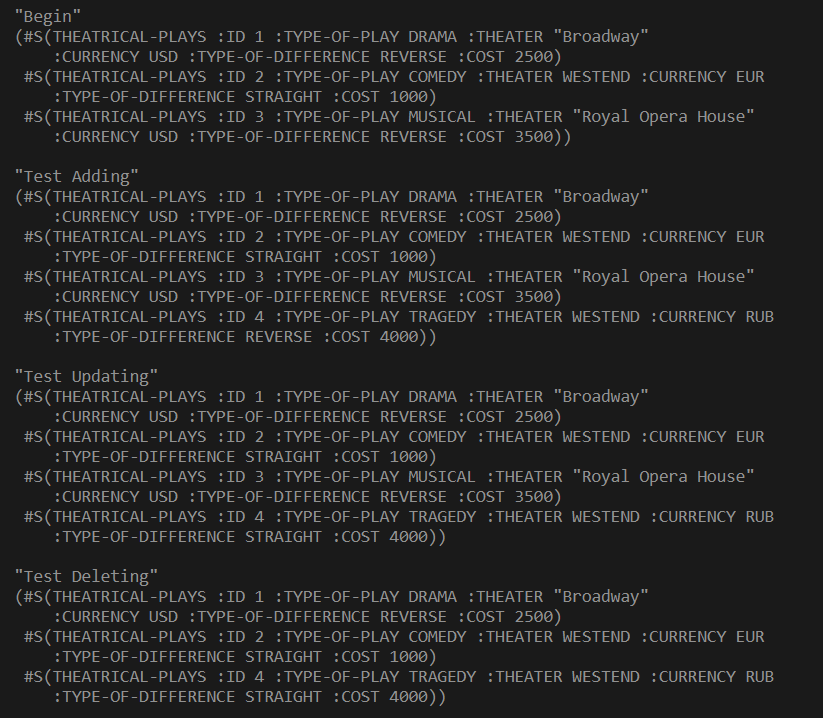 "Begin"
(#S(THEATRICAL-PLAYS :ID 1 :TYPE-OF-PLAY DRAMA :THEATER "Broadway"
    :CURRENCY USD :TYPE-OF-DIFFERENCE REVERSE :COST 2500)
 #S(THEATRICAL-PLAYS :ID 2 :TYPE-OF-PLAY COMEDY :THEATER WESTEND :CURRENCY EUR
    :TYPE-OF-DIFFERENCE STRAIGHT :COST 1000)
 #S(THEATRICAL-PLAYS :ID 3 :TYPE-OF-PLAY MUSICAL :THEATER "Royal Opera House"
    :CURRENCY USD :TYPE-OF-DIFFERENCE REVERSE :COST 3500))

"Test Adding"
(#S(THEATRICAL-PLAYS :ID 1 :TYPE-OF-PLAY DRAMA :THEATER "Broadway"
    :CURRENCY USD :TYPE-OF-DIFFERENCE REVERSE :COST 2500)
 #S(THEATRICAL-PLAYS :ID 2 :TYPE-OF-PLAY COMEDY :THEATER WESTEND :CURRENCY EUR
    :TYPE-OF-DIFFERENCE STRAIGHT :COST 1000)
 #S(THEATRICAL-PLAYS :ID 3 :TYPE-OF-PLAY MUSICAL :THEATER "Royal Opera House"
    :CURRENCY USD :TYPE-OF-DIFFERENCE REVERSE :COST 3500)
 #S(THEATRICAL-PLAYS :ID 4 :TYPE-OF-PLAY TRAGEDY :THEATER WESTEND :CURRENCY RUB
    :TYPE-OF-DIFFERENCE REVERSE :COST 4000))

"Test Updating"
(#S(THEATRICAL-PLAYS :ID 1 :TYPE-OF-PLAY DRAMA :THEATER "Broadway"
    :CURRENCY USD :TYPE-OF-DIFFERENCE REVERSE :COST 2500)
 #S(THEATRICAL-PLAYS :ID 2 :TYPE-OF-PLAY COMEDY :THEATER WESTEND :CURRENCY EUR
    :TYPE-OF-DIFFERENCE STRAIGHT :COST 1000)
 #S(THEATRICAL-PLAYS :ID 3 :TYPE-OF-PLAY MUSICAL :THEATER "Royal Opera House"
    :CURRENCY USD :TYPE-OF-DIFFERENCE REVERSE :COST 3500)
 #S(THEATRICAL-PLAYS :ID 4 :TYPE-OF-PLAY TRAGEDY :THEATER WESTEND :CURRENCY RUB
    :TYPE-OF-DIFFERENCE STRAIGHT :COST 4000))

"Test Deleting"
(#S(THEATRICAL-PLAYS :ID 1 :TYPE-OF-PLAY DRAMA :THEATER "Broadway"
    :CURRENCY USD :TYPE-OF-DIFFERENCE REVERSE :COST 2500)
 #S(THEATRICAL-PLAYS :ID 2 :TYPE-OF-PLAY COMEDY :THEATER WESTEND :CURRENCY EUR
    :TYPE-OF-DIFFERENCE STRAIGHT :COST 1000)
 #S(THEATRICAL-PLAYS :ID 4 :TYPE-OF-PLAY TRAGEDY :THEATER WESTEND :CURRENCY RUB
    :TYPE-OF-DIFFERENCE STRAIGHT :COST 4000))